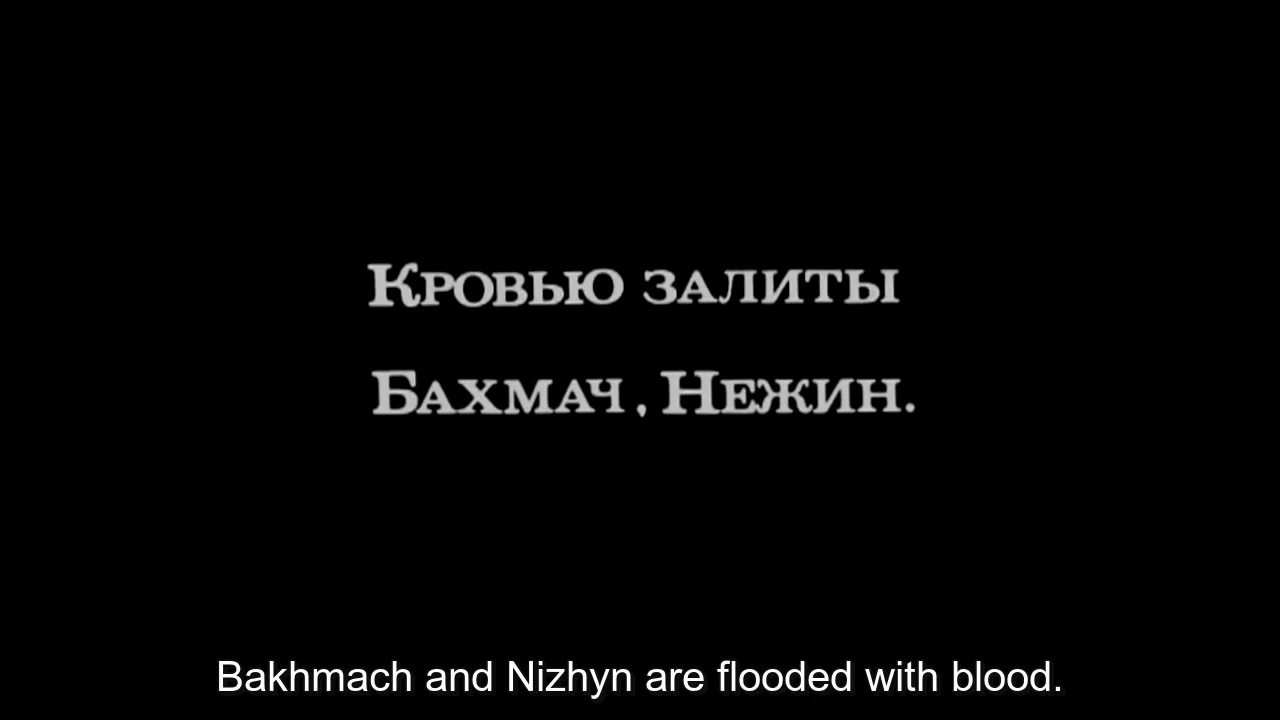 Кровью залиты
Бахмач, Нежин.
Bakhmach and Nizhyn are flooded with blood.